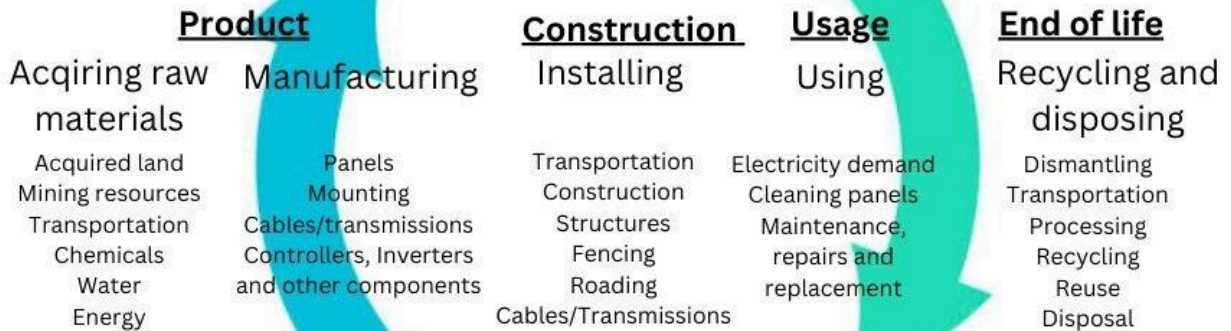 Product
Acqiring raw
materials
Acquired land
Mining resources
Transportation
Chemicals
Water
Energy
Manufacturing
Panels
Mounting
Cables/transmissions
Controllers, Inverters
and other components
Construction
Installing
Transportation
Construction
Structures
Fencing
Roading
Cables/Transmissions
Usage
Using
Electricity demand
Cleaning panels
Maintenance,
repairs and
replacement
End of life
Recycling and
disposing
Dismantling
Transportation
Processing
Recycling
Reuse
Disposal